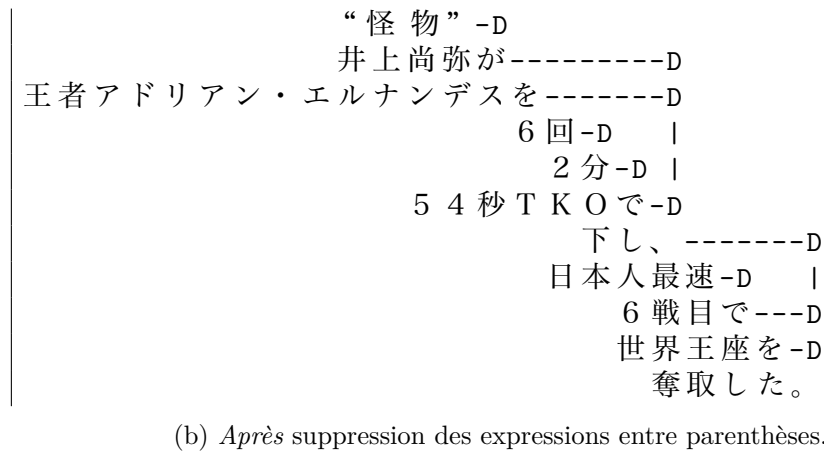 “怪 物”-D
井上尚弥が---------D
王者アドリアン・エルナンデスを-------D
６回-D |
２分-D |
５４秒ＴＫＯで-D
下し、-------D
日本人最速-D |
６戦目で---D
世界王座を-D
奪取した。
(b) Après suppression des expressions entre parenthèses.